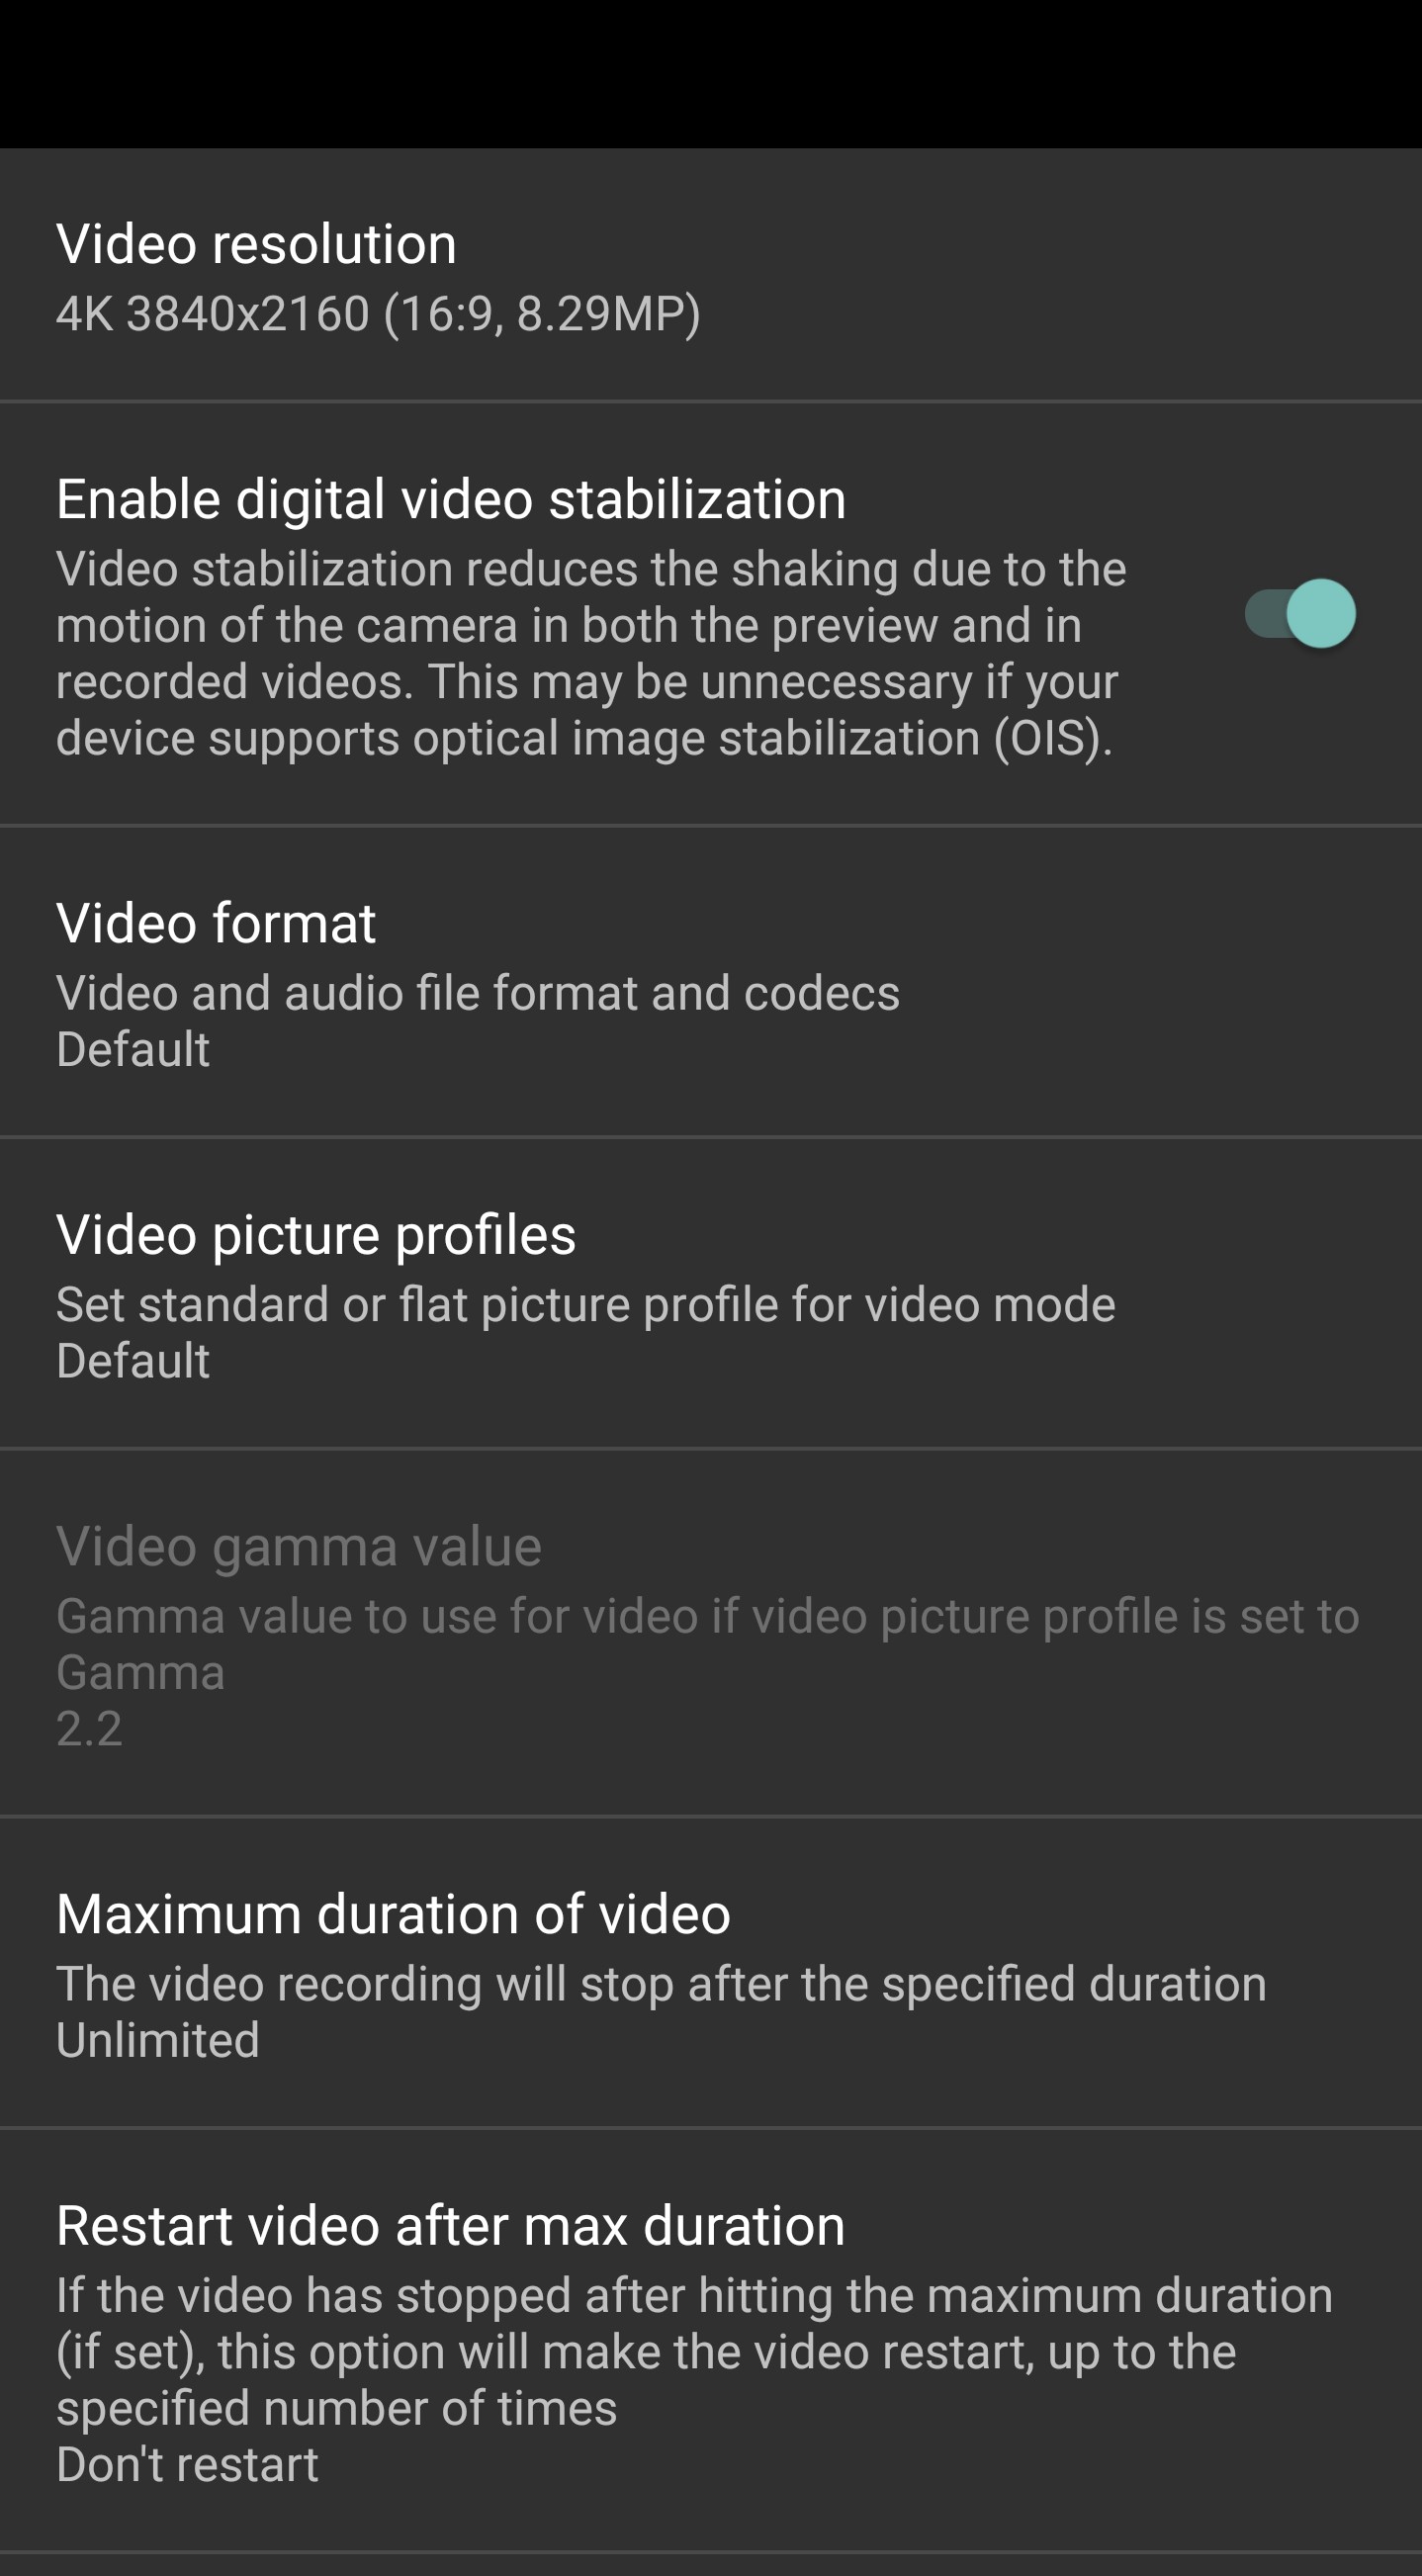 Video resolution
4K 3840x2160 (16:9, 8.29MP)
Enable digital video stabilization
Video stabilization reduces the shaking due to the
motion of the camera in both the preview and in
recorded videos. This may be unnecessary if your
device supports optical image stabilization (OIS).
Video format
Video and audio file format and codecs
Default
Video picture profiles
Set standard or flat picture profile for video mode
Default
Video gamma value
Gamma value to use for video if video picture profile is set to
Gamma
2.2
Maximum duration of video
The video recording will stop after the specified duration
Unlimited
Restart video after max duration
If the video has stopped after hitting the maximum duration
(if set), this option will make the video restart, up to the
specified number of times
Don't restart